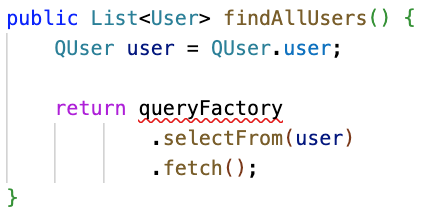 public List<User> findAllUsers() {
    QUser user = QUser.user;

    return queryFactory
            .selectFrom(user)
            .fetch();
}